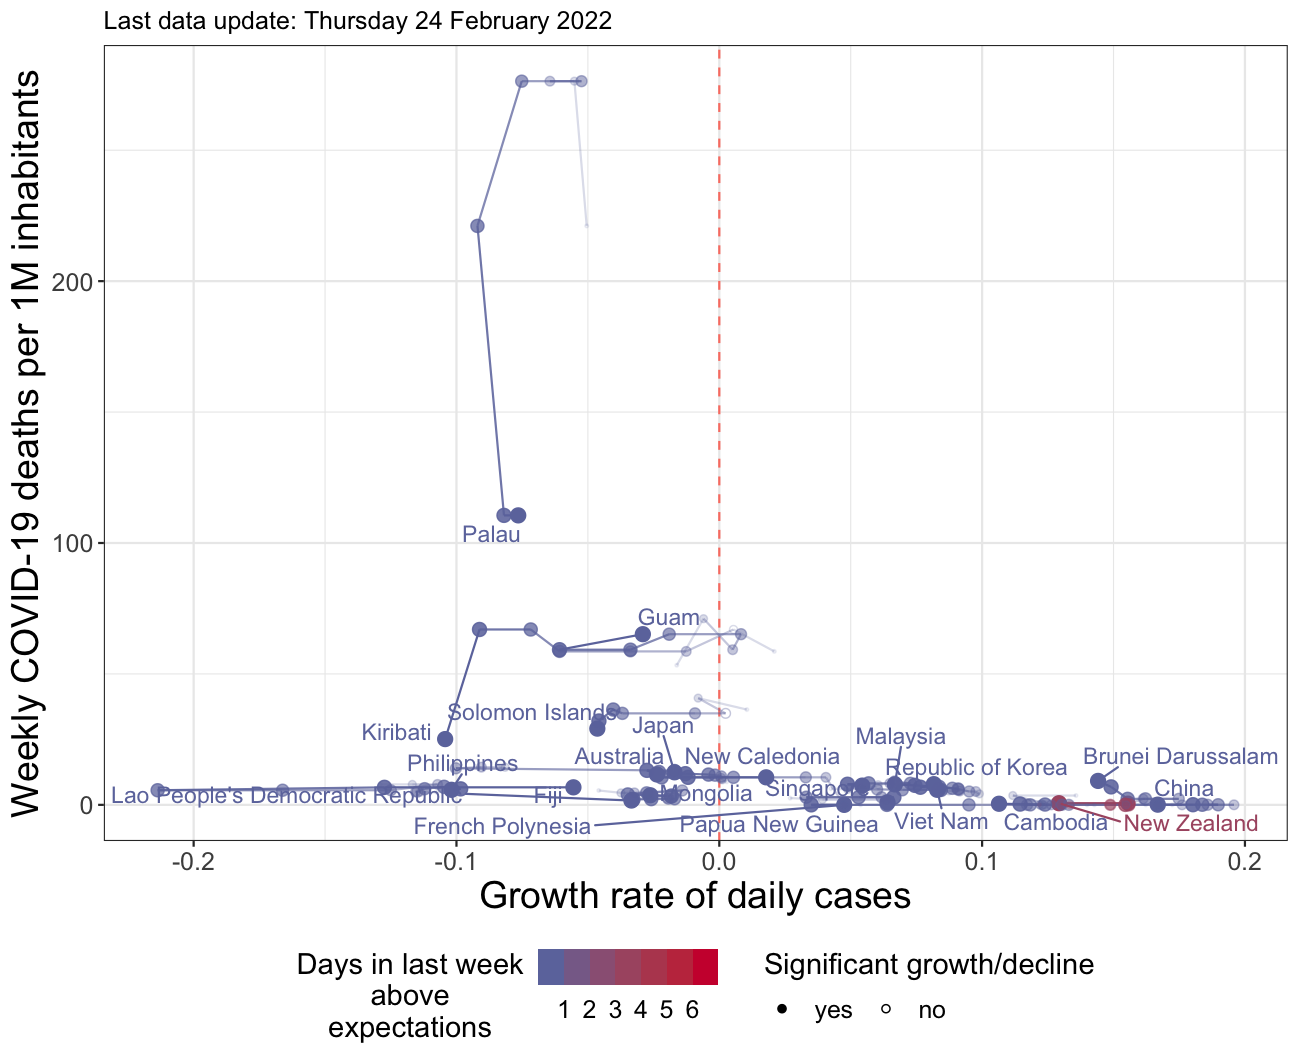 Last data update: Thursday 24 February 2022
Weekly COVID-19 deaths per 1M inhabitants
200
100
0
Palau
Guam
Solomon Islands
Kiribati
Japan
Malaysia
Philippines
Australia
New Caledonia
Republic of Korea
Brunei Darussalam
Lao People's Democratic Republic
Fiji
Mongolia
China
French Polynesia
Papua New Guinea
Viet Nam
Cambodia
New Zealand
-0.2
-0.1
0.0
0.1
0.2
Growth rate of daily cases
Days in last week
above
expectations
1 2 3 4 5 6
Significant growth/decline
yes
no